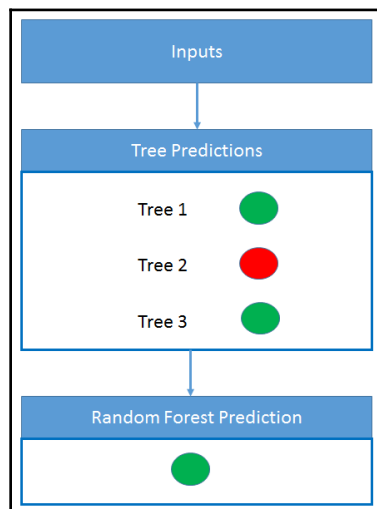 Inputs
Tree Predictions
Tree 1
Tree 2
Tree 3
Random Forest Prediction